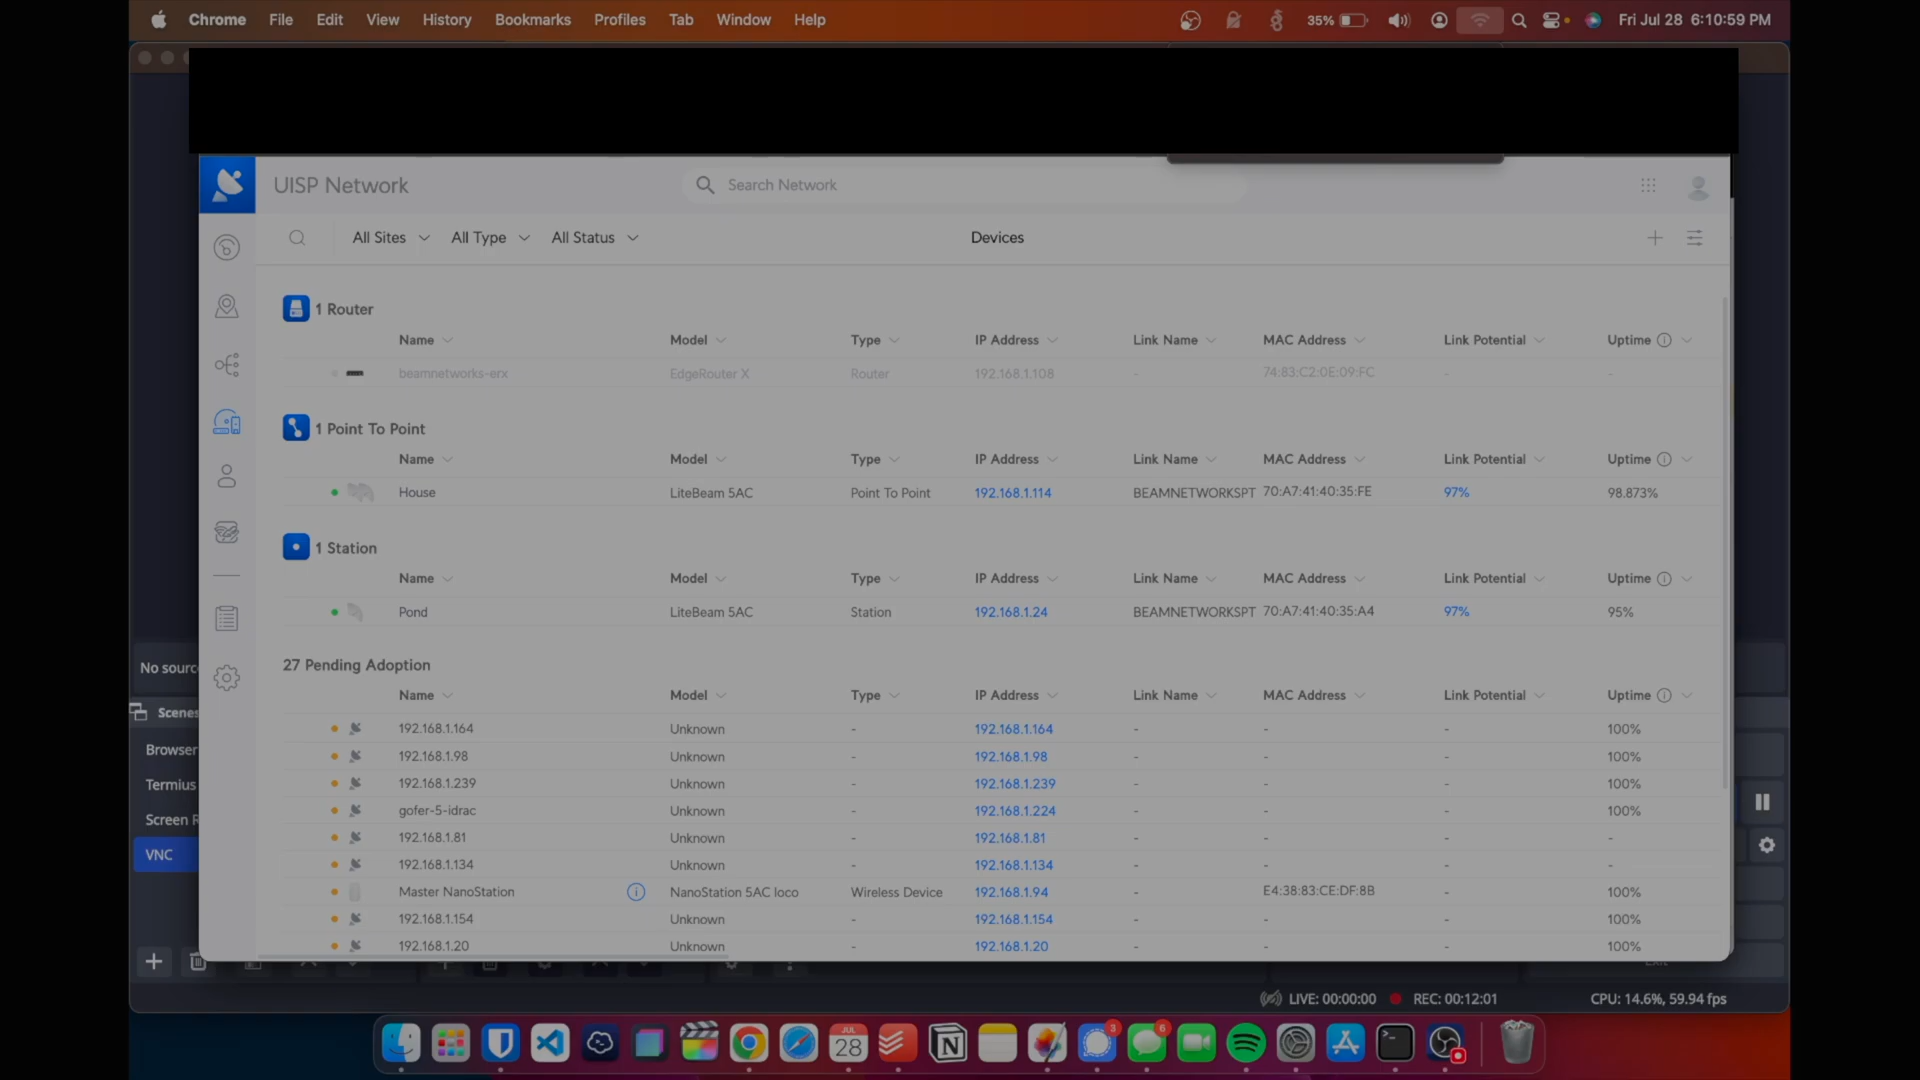 Chrome File Edit View History Bookmarks Profiles Tab Window Help 35% Fri Jul 28 6:10:59 PM
UISP Network Search Network
All Sites All Type All Status Devices
1 Router
Name Model Type IP Address Link Name MAC Address Link Potential Uptime
beamnetworks-erx EdgeRouter X Router 192.168.1.108 - 74:83:C2:0E:09:FC - -
1 Point To Point
Name Model Type IP Address Link Name MAC Address Link Potential Uptime
House LiteBeam 5AC Point To Point 192.168.1.114 BEAMNETWORKSPT 70:A7:41:40:35:FE 97% 98.873%
1 Station
Name Model Type IP Address Link Name MAC Address Link Potential Uptime
Pond LiteBeam 5AC Station 192.168.1.24 BEAMNETWORKSPT 70:A7:41:40:35:A4 97% 95%
27 Pending Adoption
Name Model Type IP Address Link Name MAC Address Link Potential Uptime
192.168.1.164 Unknown - 192.168.1.164 - - - 100%
192.168.1.98 Unknown - 192.168.1.98 - - - 100%
192.168.1.239 Unknown - 192.168.1.239 - - - 100%
gofer-5-idrac Unknown - 192.168.1.224 - - - 100%
192.168.1.81 Unknown - 192.168.1.81 - - - -
192.168.1.134 Unknown - 192.168.1.134 - - - -
Master NanoStation NanoStation 5AC loco Wireless Device 192.168.1.94 - E4:38:83:CE:DF:8B - 100%
192.168.1.154 Unknown - 192.168.1.154 - - - 100%
192.168.1.20 Unknown - 192.168.1.20 - - - 100%
No sourc
Scenes
Browser
Termius
Screen R
VNC
LIVE: 00:00:00 REC: 00:12:01 CPU: 14.6%, 59.94 fps
JUL
28
3
6